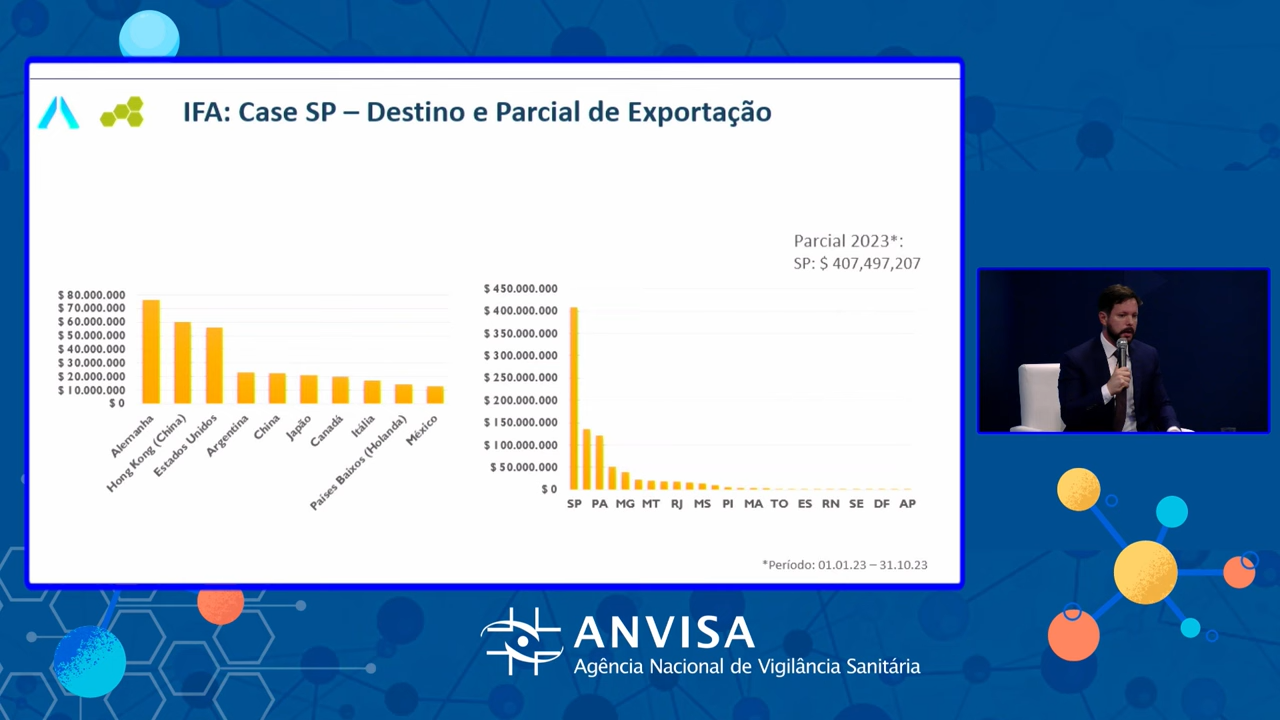 IFA: Case SP – Destino e Parcial de Exportação
Parcial 2023*:
SP: $ 407,497,207
$ 80.000.000
$ 70.000.000
$ 60.000.000
$ 50.000.000
$ 40.000.000
$ 30.000.000
$ 20.000.000
$ 10.000.000
$ 0
Alemanha
Hong Kong (China)
Estados Unidos
Argentina
China
Japão
Canadá
Itália
Países Baixos (Holanda)
México
$ 450.000.000
$ 400.000.000
$ 350.000.000
$ 300.000.000
$ 250.000.000
$ 200.000.000
$ 150.000.000
$ 100.000.000
$ 50.000.000
$ 0
SP PA MG MT RJ MS PI MA TO ES RN SE DF AP
*Período: 01.01.23 – 31.10.23
ANVISA
Agência Nacional de Vigilância Sanitária